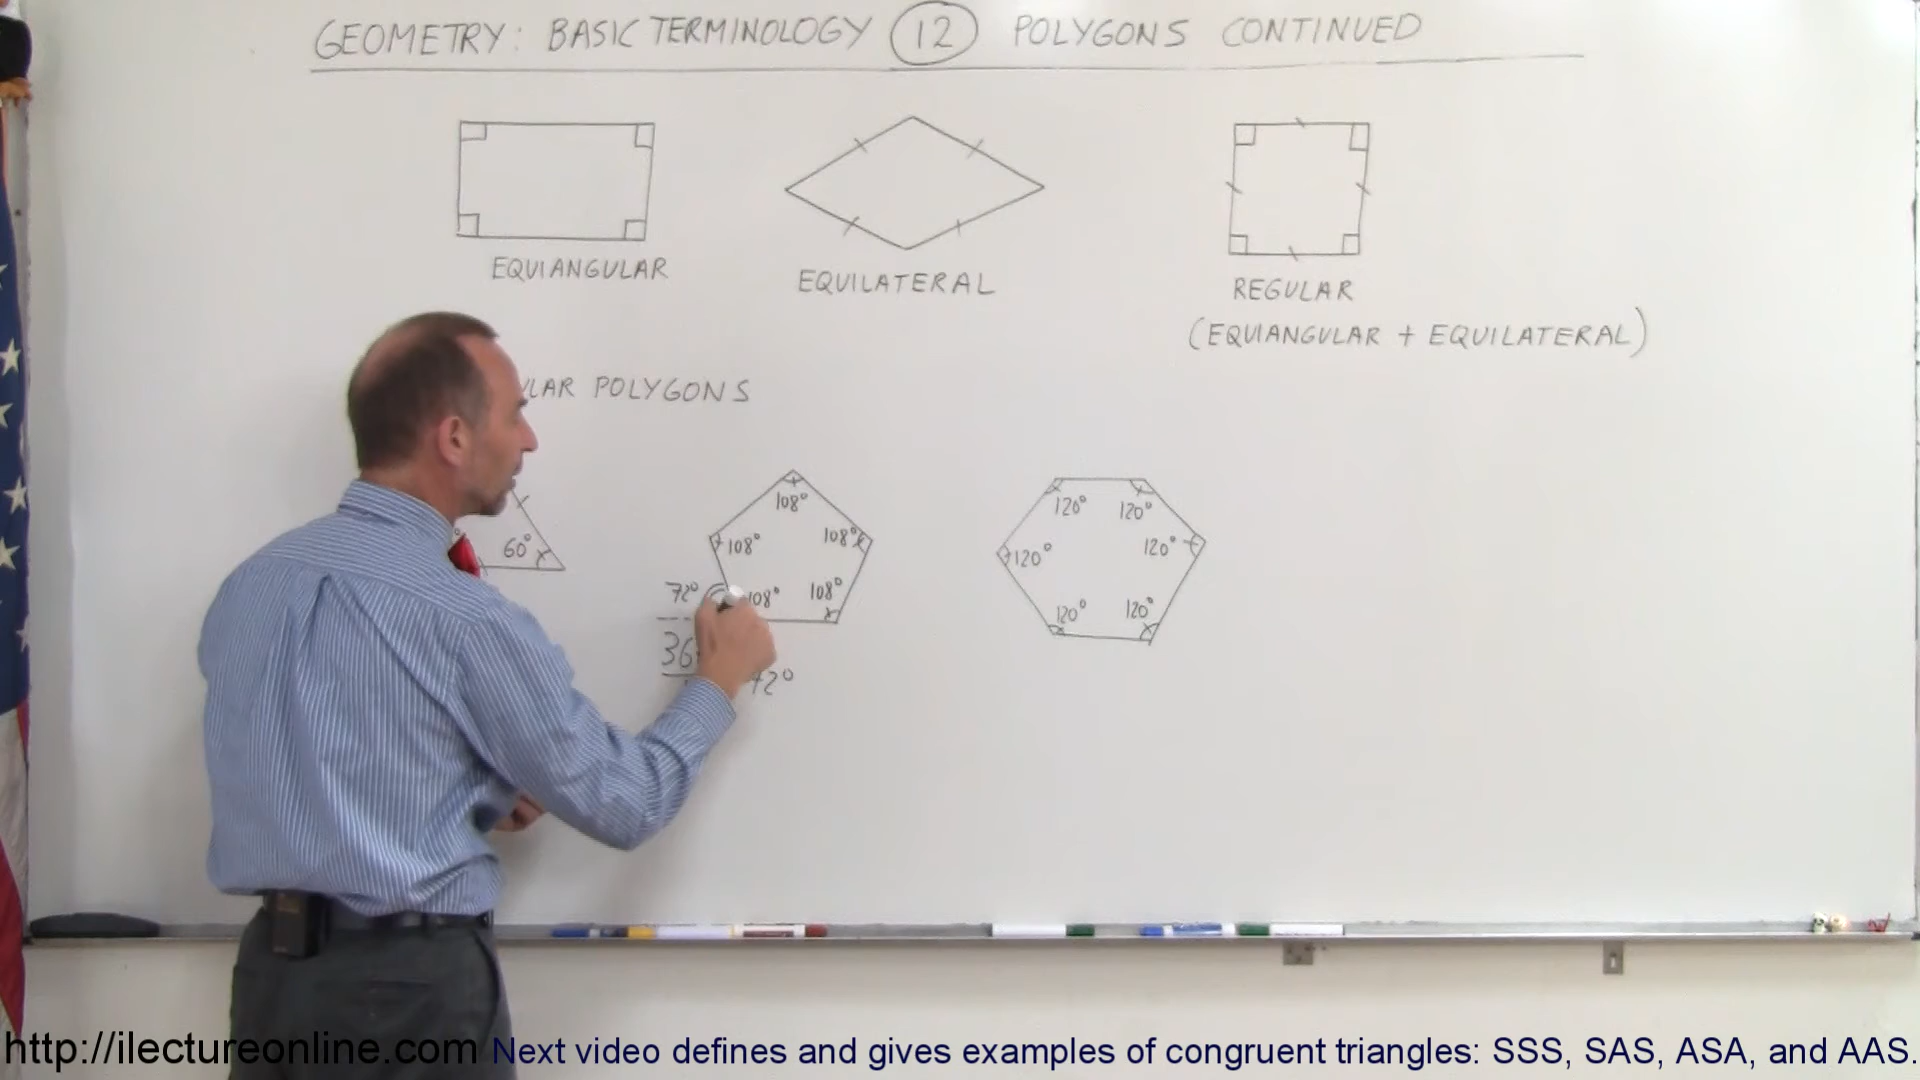 GEOMETRY: BASIC TERMINOLOGY 12 POLYGONS CONTINUED
EQUIANGULAR
EQUILATERAL
REGULAR
(EQUIANGULAR + EQUILATERAL)
POLYGONS
60°
108°
108°
108°
108°
108°
72°
72°
120°
120°
120°
120°
120°
120°
http://ilectureonline.com Next video defines and gives examples of congruent triangles: SSS, SAS, ASA, and AAS.